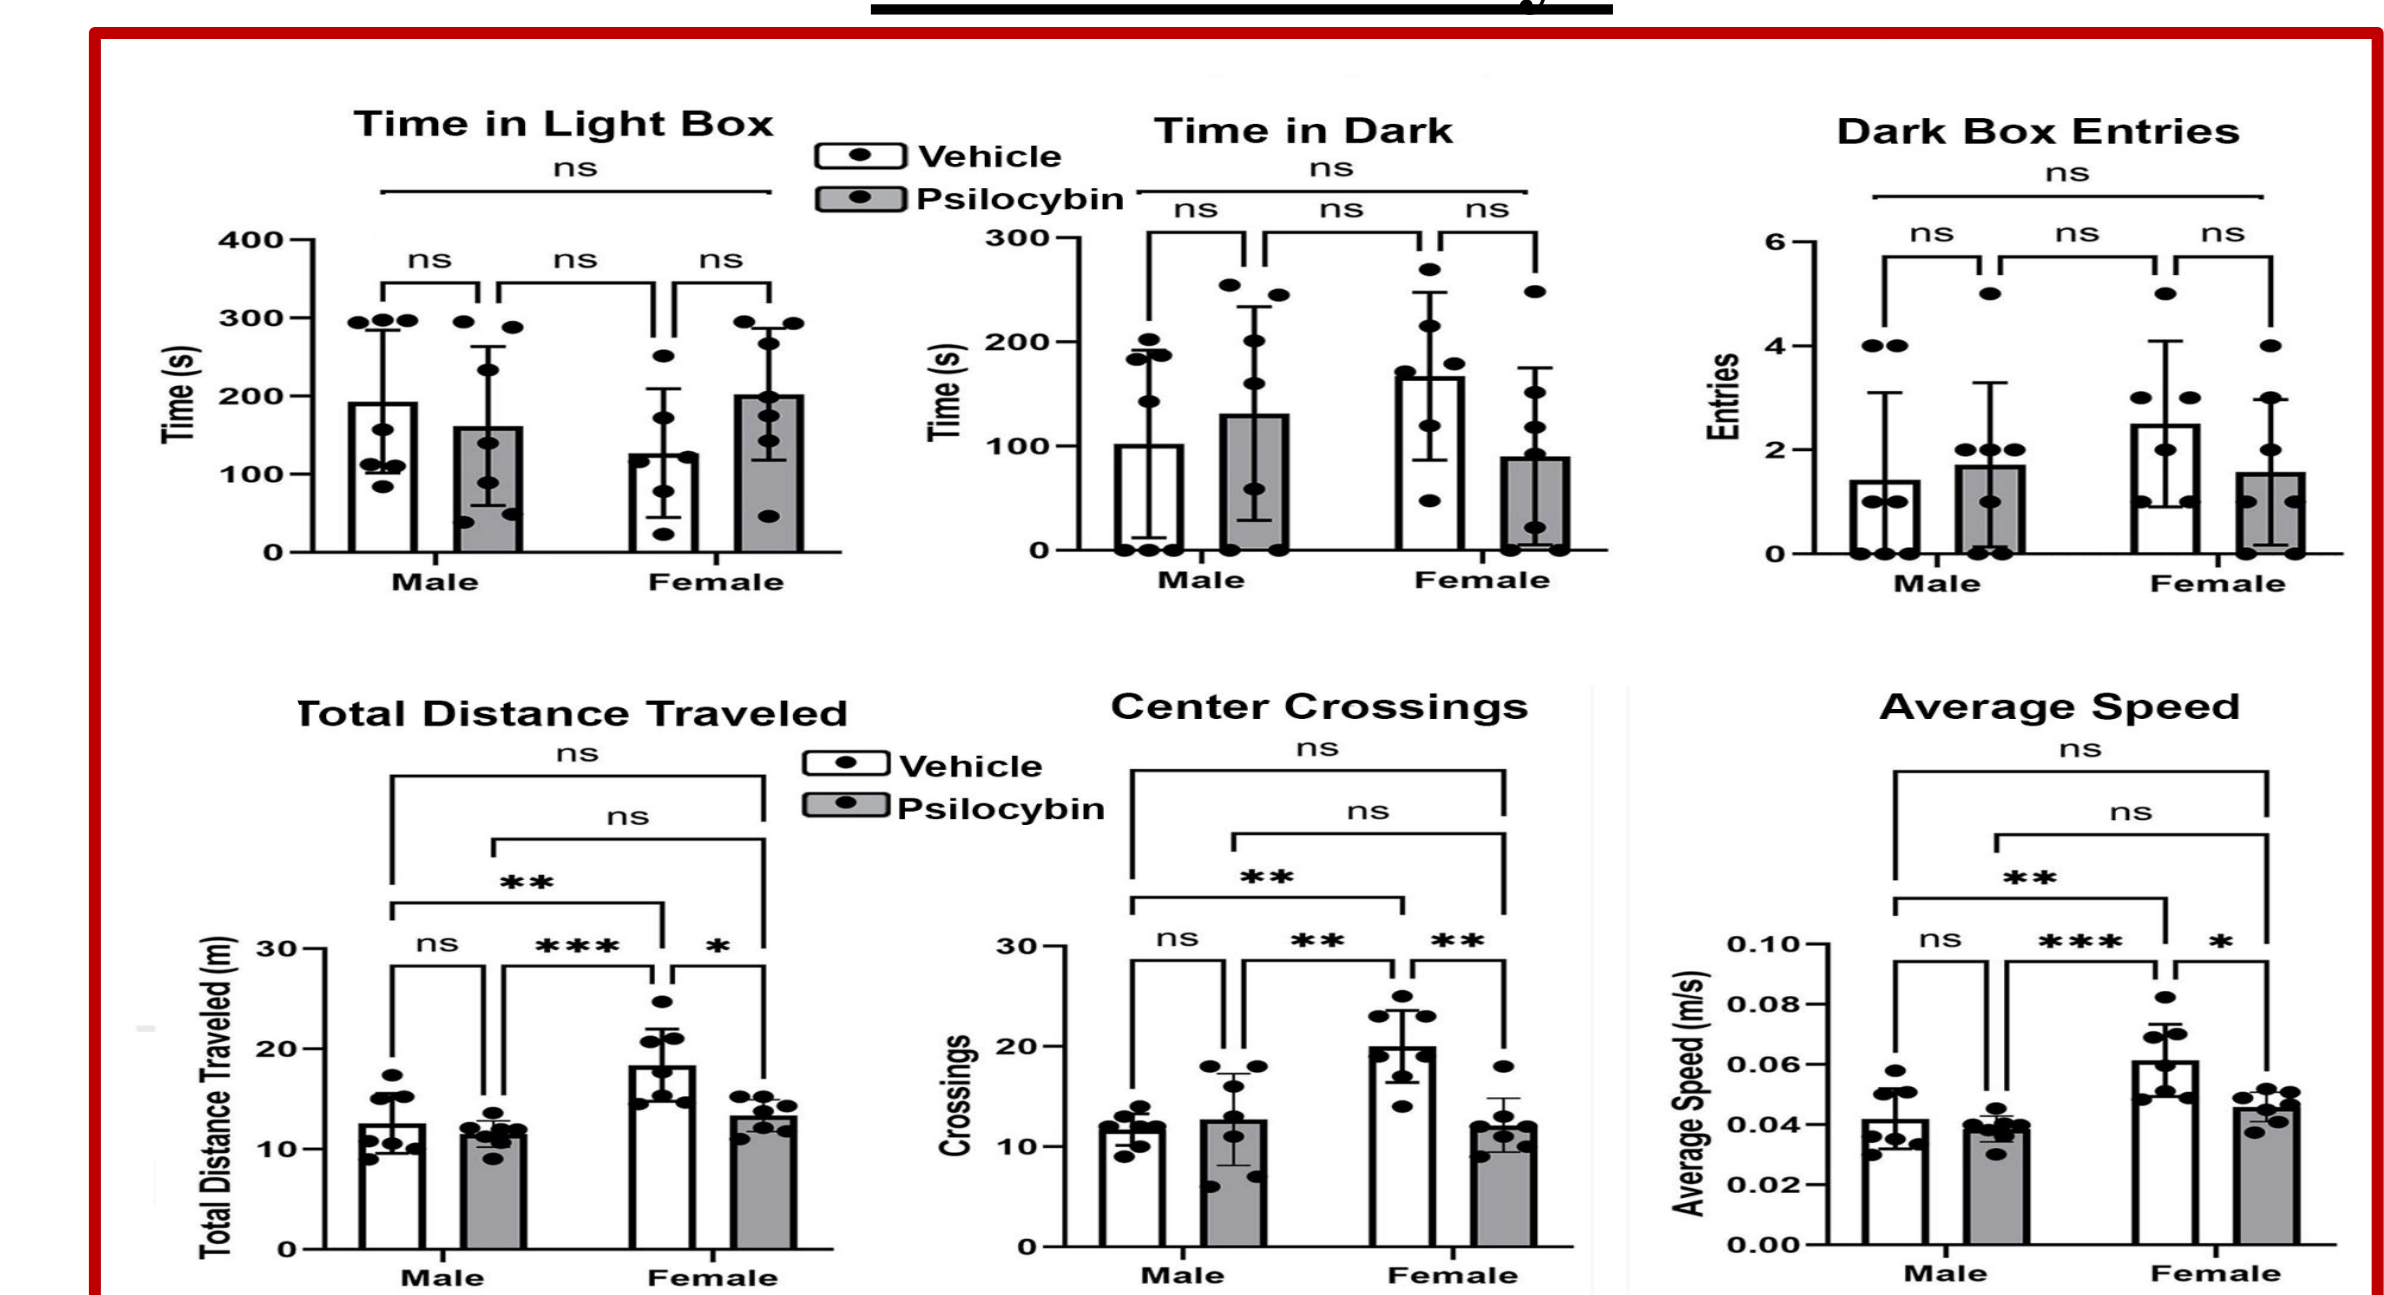 Time in Light Box
ns
ns
ns
ns
400
300
200
100
0
Time (s)
Male
Female
Vehicle
Psilocybin
Time in Dark
ns
ns
ns
ns
300
200
100
0
Time (s)
Male
Female
Dark Box Entries
ns
ns
ns
ns
6
4
2
0
Entries
Male
Female
Total Distance Traveled
ns
ns
**
ns
***
*
30
20
10
0
Total Distance Traveled (m)
Male
Female
Vehicle
Psilocybin
Center Crossings
ns
ns
**
ns
**
**
30
20
10
0
Crossings
Male
Female
Average Speed
ns
ns
**
ns
***
*
0.10
0.08
0.06
0.04
0.02
0.00
Average Speed (m/s)
Male
Female